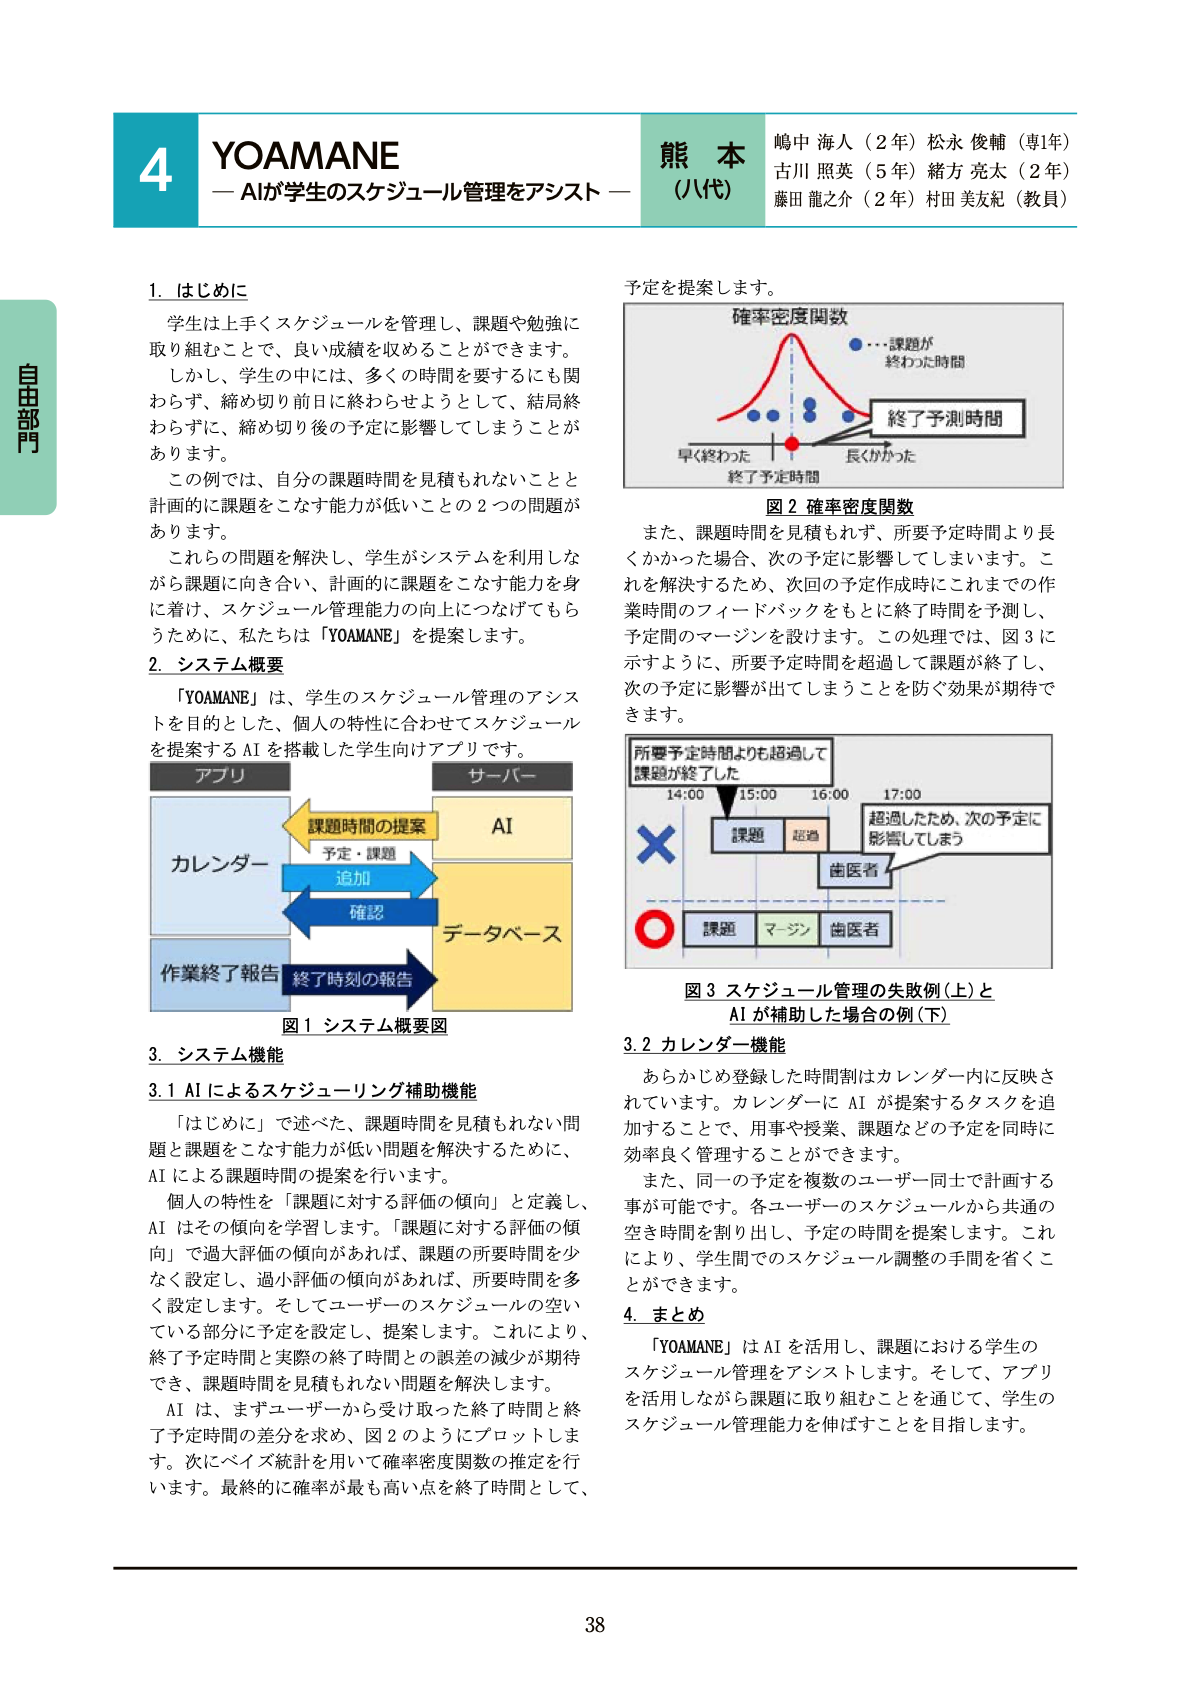 4
YOAMANE
― AIが学生のスケジュール管理をアシスト ―
熊 本
(八代)
嶋中 海人（２年）松永 俊輔（専1年）
古川 照英（５年）緒方 亮太（２年）
藤田 龍之介（２年）村田 美友紀（教員）
自由部門
1. はじめに
学生は上手くスケジュールを管理し、課題や勉強に
取り組むことで、良い成績を収めることができます。
しかし、学生の中には、多くの時間を要するにも関
わらず、締め切り前日に終わらせようとして、結局終
わらずに、締め切り後の予定に影響してしまうことが
あります。
この例では、自分の課題時間を見積もれないことと
計画的に課題をこなす能力が低いことの 2 つの問題が
あります。
これらの問題を解決し、学生がシステムを利用しな
がら課題に向き合い、計画的に課題をこなす能力を身
に着け、スケジュール管理能力の向上につなげてもら
うために、私たちは「YOAMANE」を提案します。
2. システム概要
「YOAMANE」は、学生のスケジュール管理のアシス
トを目的とした、個人の特性に合わせてスケジュール
を提案する AI を搭載した学生向けアプリです。
アプリ
サーバー
カレンダー
作業終了報告
課題時間の提案
予定・課題
追加
確認
終了時刻の報告
AI
データベース
図1 システム概要図
3. システム機能
3.1 AI によるスケジューリング補助機能
「はじめに」で述べた、課題時間を見積もれない問
題と課題をこなす能力が低い問題を解決するために、
AI による課題時間の提案を行います。
個人の特性を「課題に対する評価の傾向」と定義し、
AI はその傾向を学習します。「課題に対する評価の傾
向」で過大評価の傾向があれば、課題の所要時間を少
なく設定し、過小評価の傾向があれば、所要時間を多
く設定します。そしてユーザーのスケジュールの空い
ている部分に予定を設定し、提案します。これにより、
終了予定時間と実際の終了時間との誤差の減少が期待
でき、課題時間を見積もれない問題を解決します。
AI は、まずユーザーから受け取った終了時間と終
了予定時間の差分を求め、図 2 のようにプロットしま
す。次にベイズ統計を用いて確率密度関数の推定を行
います。最終的に確率が最も高い点を終了時間として、
予定を提案します。
確率密度関数
・・・課題が
終わった時間
終了予測時間
早く終わった
長くかかった
終了予定時間
図 2 確率密度関数
また、課題時間を見積もれず、所要予定時間より長
くかかった場合、次の予定に影響してしまいます。こ
れを解決するため、次回の予定作成時にこれまでの作
業時間のフィードバックをもとに終了時間を予測し、
予定間のマージンを設けます。この処理では、図 3 に
示すように、所要予定時間を超過して課題が終了し、
次の予定に影響が出てしまうことを防ぐ効果が期待で
きます。
所要予定時間よりも超過して
課題が終了した
14:00 15:00 16:00 17:00
超過したため、次の予定に
影響してしまう
課題 超過
歯医者
課題 マージン 歯医者
図 3 スケジュール管理の失敗例(上)と
AI が補助した場合の例(下)
3.2 カレンダー機能
あらかじめ登録した時間割はカレンダー内に反映さ
れています。カレンダーに AI が提案するタスクを追
加することで、用事や授業、課題などの予定を同時に
効率良く管理することができます。
また、同一の予定を複数のユーザー同士で計画する
事が可能です。各ユーザーのスケジュールから共通の
空き時間を割り出し、予定の時間を提案します。これ
により、学生間でのスケジュール調整の手間を省くこ
とができます。
4. まとめ
「YOAMANE」は AI を活用し、課題における学生の
スケジュール管理をアシストします。そして、アプリ
を活用しながら課題に取り組むことを通じて、学生の
スケジュール管理能力を伸ばすことを目指します。
38